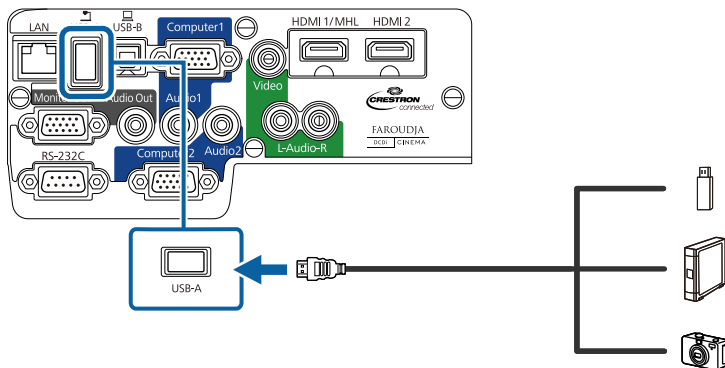 LAN
USB-B
Computer1
HDMI 1/MHL
HDMI 2
Video
CRESTRON
connected
Audio Out
Audio1
FAROUDJA
DCDi CINEMA
RS-232C
Computer2
Audio2
L-Audio-R
USB-A